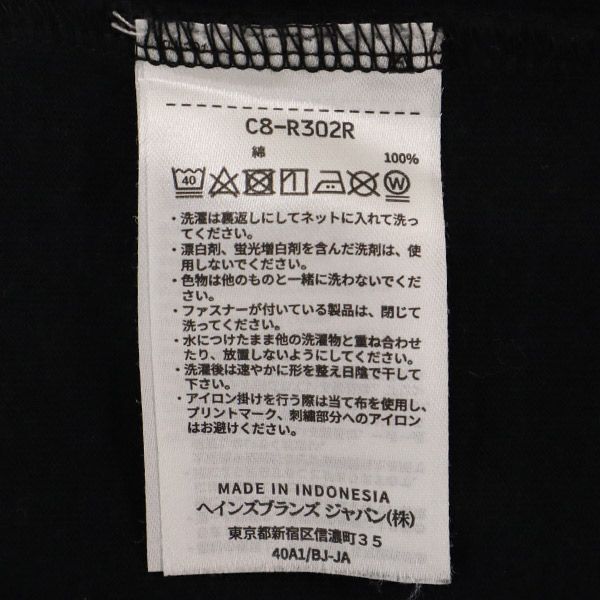 C8-R302R
綿 100%
40 W
・洗濯は裏返しにしてネットに入れて洗っ
てください。
・漂白剤、蛍光増白剤を含んだ洗剤は、使
用しないでください。
・色物は他のものと一緒に洗わないでくだ
さい。
・ファスナーが付いている製品は、閉じて
洗ってください。
・水につけたまま他の洗濯物と重ね合わせ
たり、放置しないようにしてください。
・洗濯後は速やかに形を整え日陰で干して
下さい。
・アイロン掛けを行う際は当て布を使用し、
プリントマーク、刺繍部分へのアイロン
はお避けください。
MADE IN INDONESIA
ヘインズブランズ ジャパン(株)
東京都新宿区信濃町35
40A1/BJ-JA